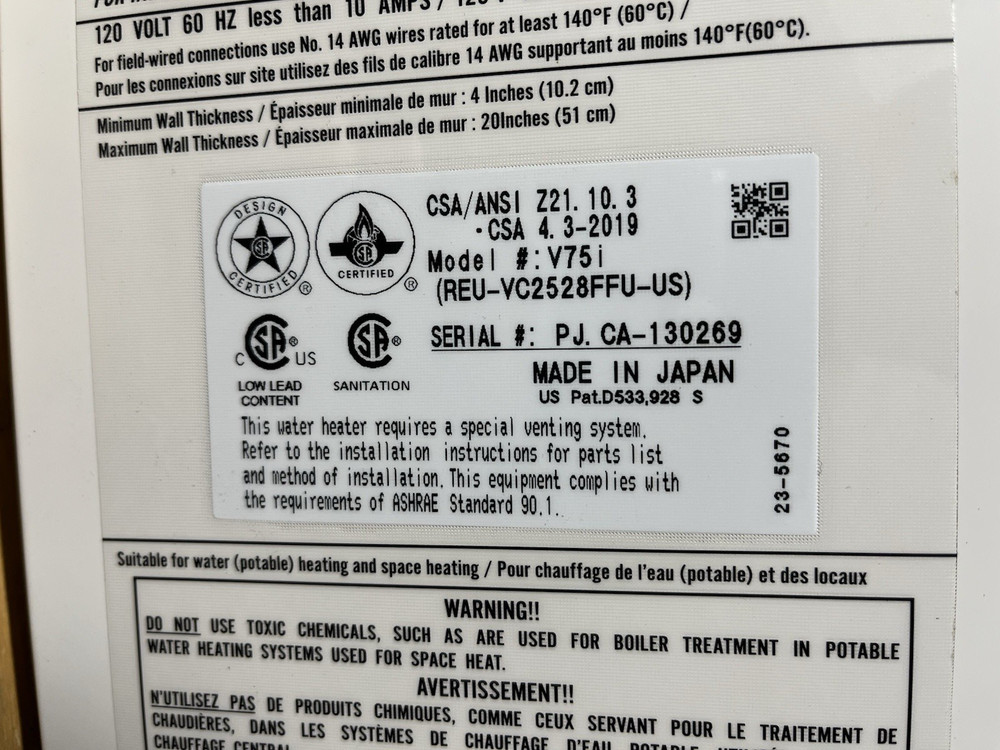 120 VOLT 60 HZ less than 10 AMPS / 120
For field-wired connections use No. 14 AWG wires rated for at least 140°F (60°C) /
Pour les connexions sur site utilisez des fils de calibre 14 AWG supportant au moins 140°F(60°C).
Minimum Wall Thickness / Épaisseur minimale de mur : 4 Inches (10.2 cm)
Maximum Wall Thickness / Épaisseur maximale de mur : 20Inches (51 cm)
DESIGN
SA
CERTIFIED
®
SA
CERTIFIED
®
CSA/ANSI Z21. 10. 3
·CSA 4. 3-2019
Model #:V75i
(REU-VC2528FFU-US)
C SA ® US
LOW LEAD
CONTENT
SA ®
SANITATION
SERIAL #: PJ. CA-130269
MADE IN JAPAN
US Pat.D533,928 S
This water heater requires a special venting system.
Refer to the installation instructions for parts list
and method of installation. This equipment complies with
the requirements of ASHRAE Standard 90.1.
23-5670
Suitable for water (potable) heating and space heating / Pour chauffage de l'eau (potable) et des locaux
WARNING!!
DO NOT USE TOXIC CHEMICALS, SUCH AS ARE USED FOR BOILER TREATMENT IN POTABLE
WATER HEATING SYSTEMS USED FOR SPACE HEAT.
AVERTISSEMENT!!
N'UTILISEZ PAS DE PRODUITS CHIMIQUES, COMME CEUX SERVANT POUR LE TRAITEMENT DE
CHAUDIÈRES, DANS LES SYSTÈMES DE CHAUFFAGE D'EAU POTABLE
CHAUFFAGE CENTRAL